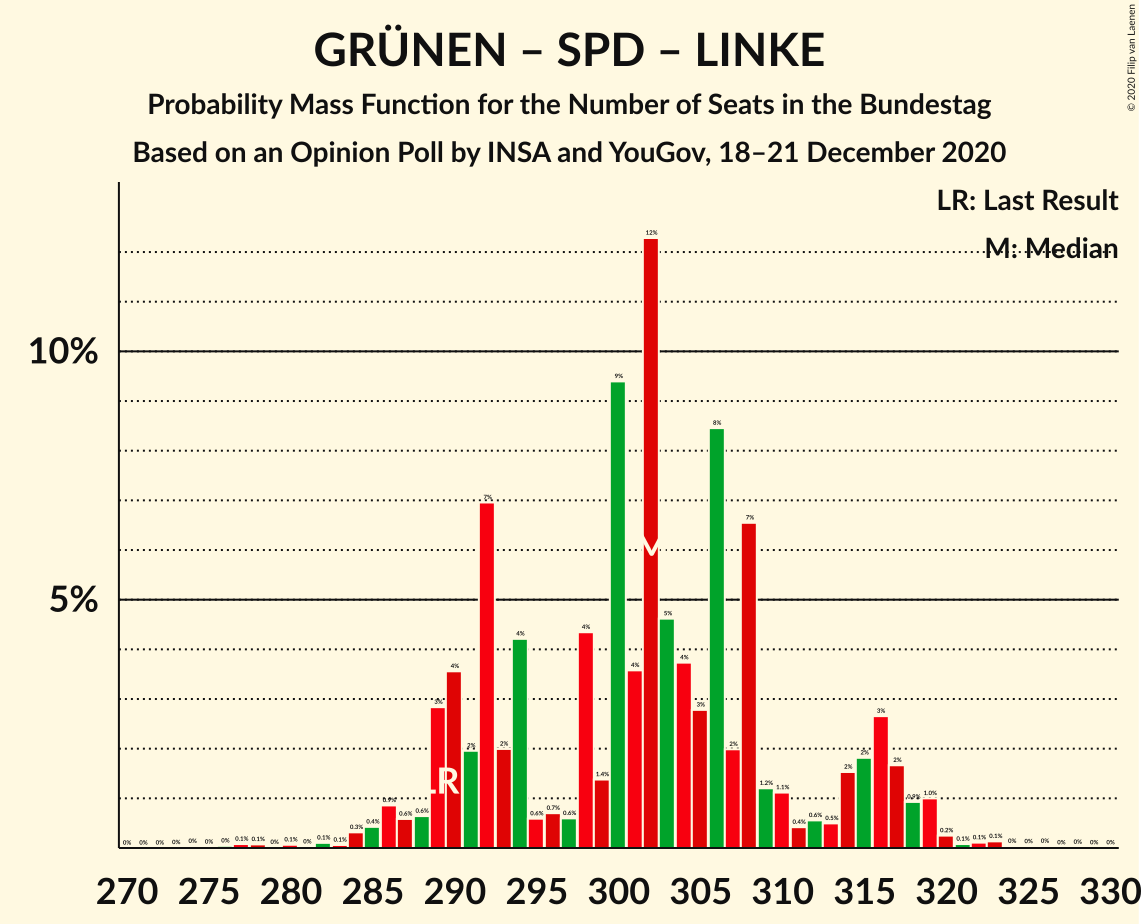 GRÜNEN – SPD – LINKE
Probability Mass Function for the Number of Seats in the Bundestag
Based on an Opinion Poll by INSA and YouGov, 18–21 December 2020
© 2020 Filip van Laenen
LR: Last Result
M: Median
10%
5%
0% 0% 0% 0% 0% 0% 0% 0.1% 0.1% 0% 0.1% 0% 0.1% 0.1% 0.3% 0.4% 0.9% 0.6% 0.6% 3% 4% 2% 7% 2% 4% 0.6% 0.7% 0.6% 4% 1.4% 9% 4% 12% 5% 4% 3% 8% 2% 7% 1.2% 1.1% 0.4% 0.6% 0.5% 2% 2% 3% 2% 0.9% 1.0% 0.2% 0.1% 0.1% 0.1% 0% 0% 0% 0% 0% 0% 0%
LR
M
270 275 280 285 290 295 300 305 310 315 320 325 330